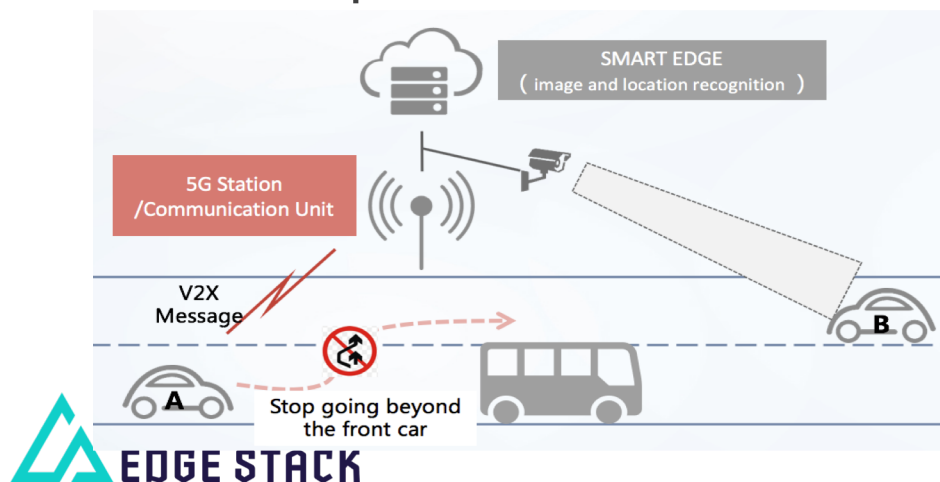 SMART EDGE
( image and location recognition )
5G Station
/Communication Unit
V2X
Message
B
A
Stop going beyond
the front car
EDGE STACK